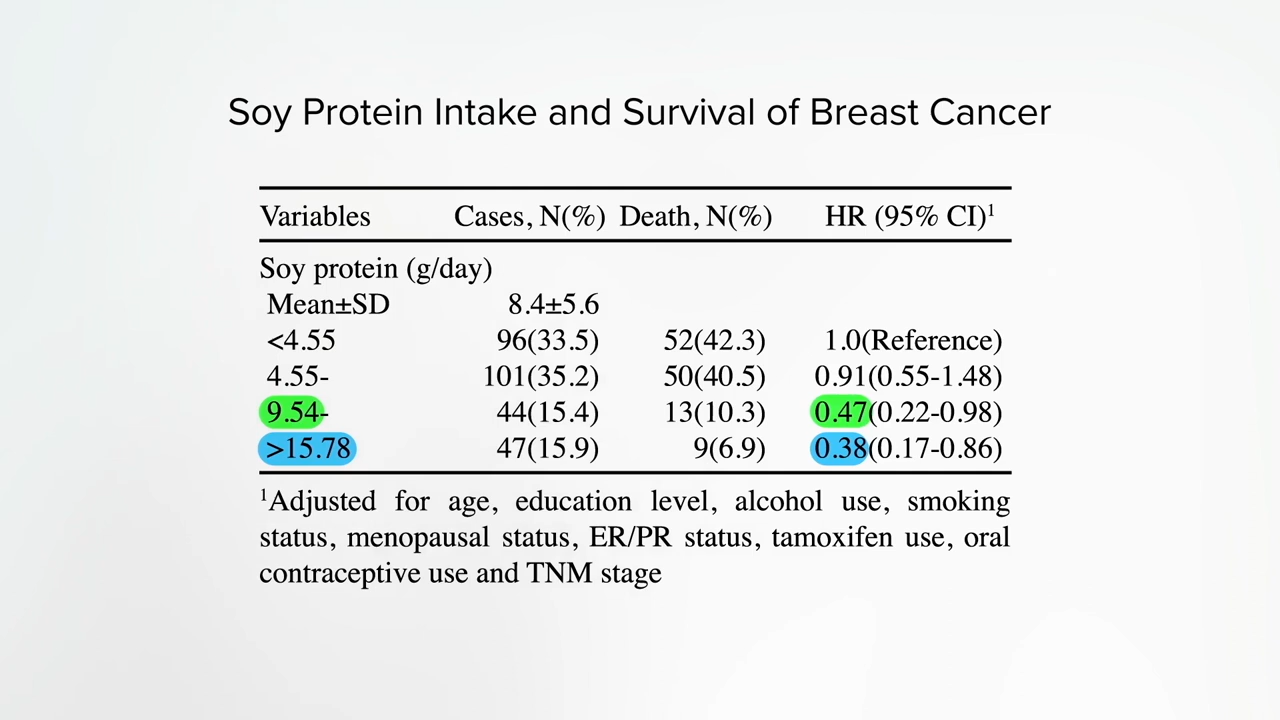 Soy Protein Intake and Survival of Breast Cancer
Variables Cases, N(%) Death, N(%) HR (95% CI)¹
Soy protein (g/day)
Mean±SD 8.4±5.6
<4.55 96(33.5) 52(42.3) 1.0(Reference)
4.55- 101(35.2) 50(40.5) 0.91(0.55-1.48)
9.54- 44(15.4) 13(10.3) 0.47(0.22-0.98)
>15.78 47(15.9) 9(6.9) 0.38(0.17-0.86)
¹Adjusted for age, education level, alcohol use, smoking
status, menopausal status, ER/PR status, tamoxifen use, oral
contraceptive use and TNM stage